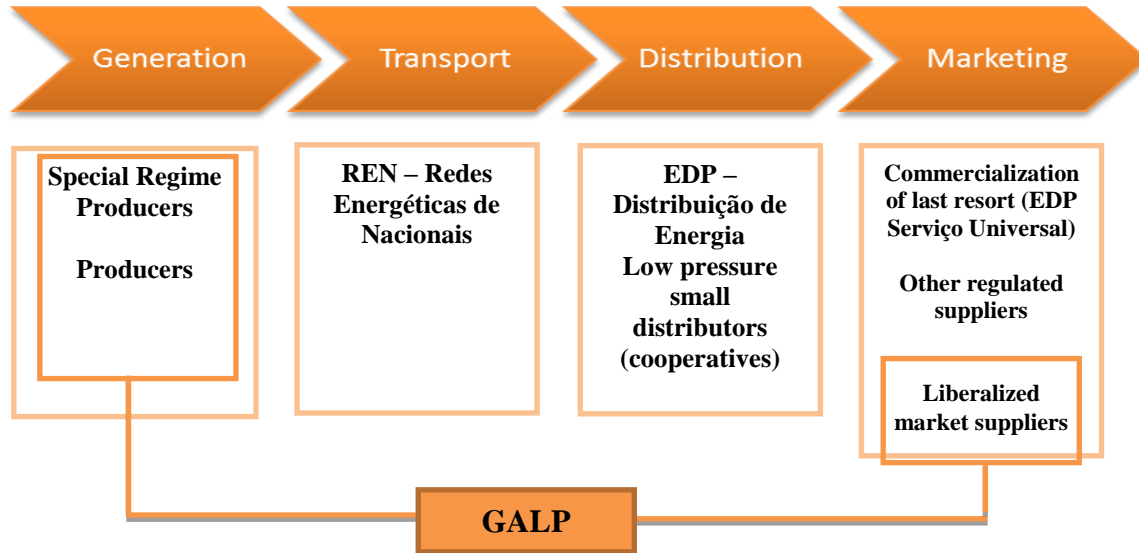 Generation
Transport
Distribution
Marketing
Special Regime
Producers
Producers
REN – Redes
Energéticas de
Nacionais
EDP –
Distribuição de
Energia
Low pressure
small
distributors
(cooperatives)
Commercialization
of last resort (EDP
Serviço Universal)
Other regulated
suppliers
Liberalized
market suppliers
GALP